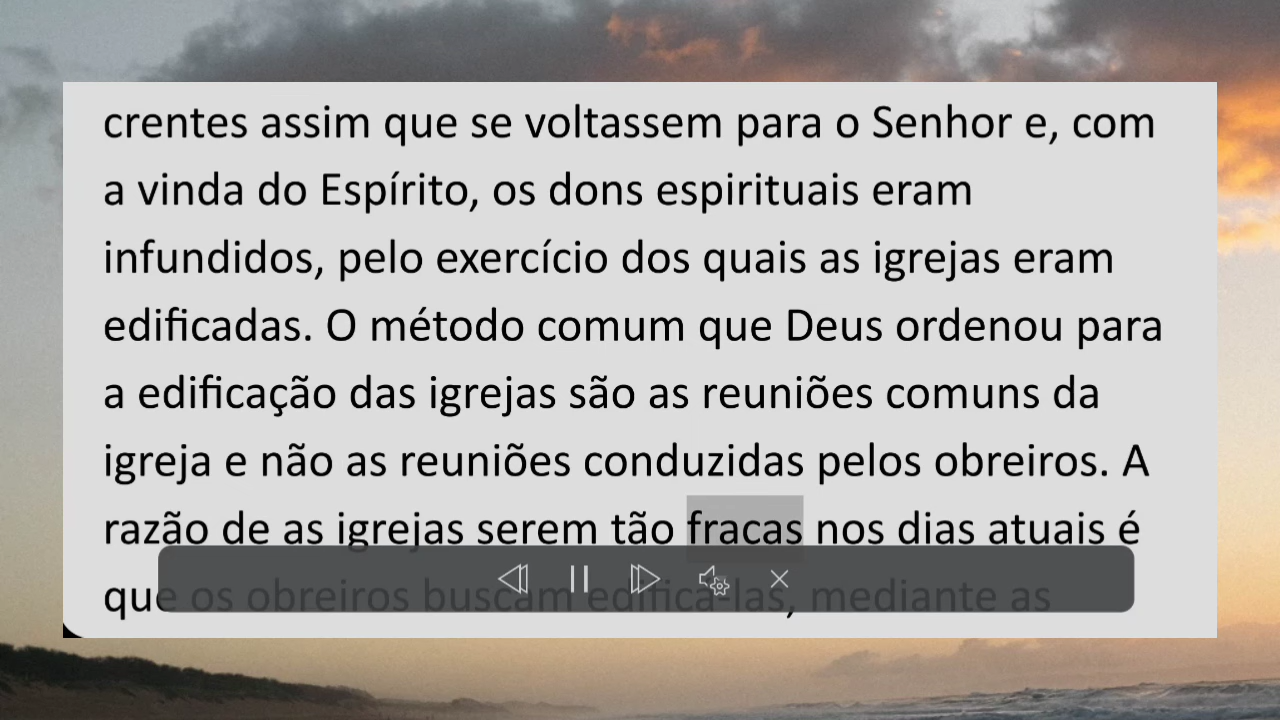 crentes assim que se voltassem para o Senhor e, com
a vinda do Espírito, os dons espirituais eram
infundidos, pelo exercício dos quais as igrejas eram
edificadas. O método comum que Deus ordenou para
a edificação das igrejas são as reuniões comuns da
igreja e não as reuniões conduzidas pelos obreiros. A
razão de as igrejas serem tão fracas nos dias atuais é
que os obreiros buscam edificá-las, mediante as